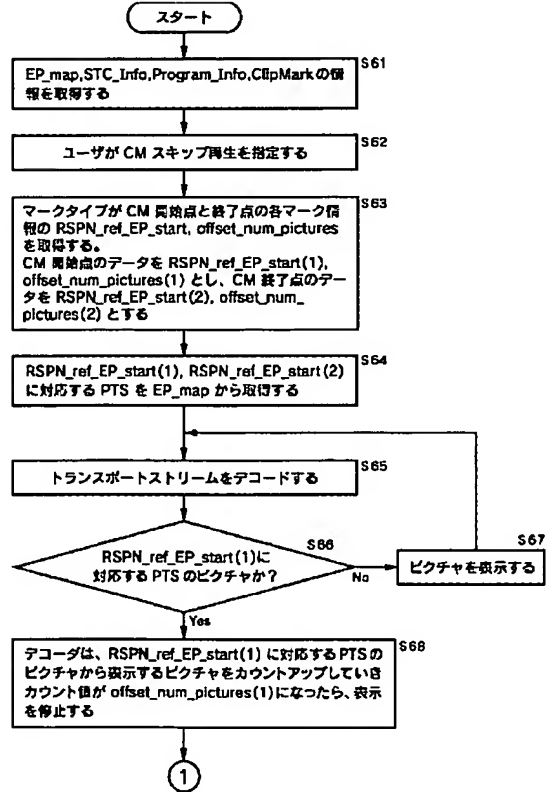 スタート
S61
EP_map,STC_Info,Program_Info,ClipMarkの情
報を取得する
S62
ユーザが CM スキップ再生を指定する
S63
マークタイプが CM 開始点と終了点の各マーク情
報の RSPN_ref_EP_start, offset_num_pictures
を取得する。
CM 開始点のデータを RSPN_ref_EP_start(1),
offset_num_pictures(1) とし、CM 終了点のデー
タを RSPN_ref_EP_start(2), offset_num_
pictures(2) とする
S64
RSPN_ref_EP_start(1), RSPN_ref_EP_start(2)
に対応する PTS を EP_map から取得する
S65
トランスポートストリームをデコードする
S66
RSPN_ref_EP_start(1)に
対応する PTS のピクチャか？
No
S67
ピクチャを表示する
Yes
S68
デコーダは、RSPN_ref_EP_start(1) に対応する PTS の
ピクチャから表示するピクチャをカウントアップしていき
カウント値が offset_num_pictures(1)になったら、表示
を停止する
1